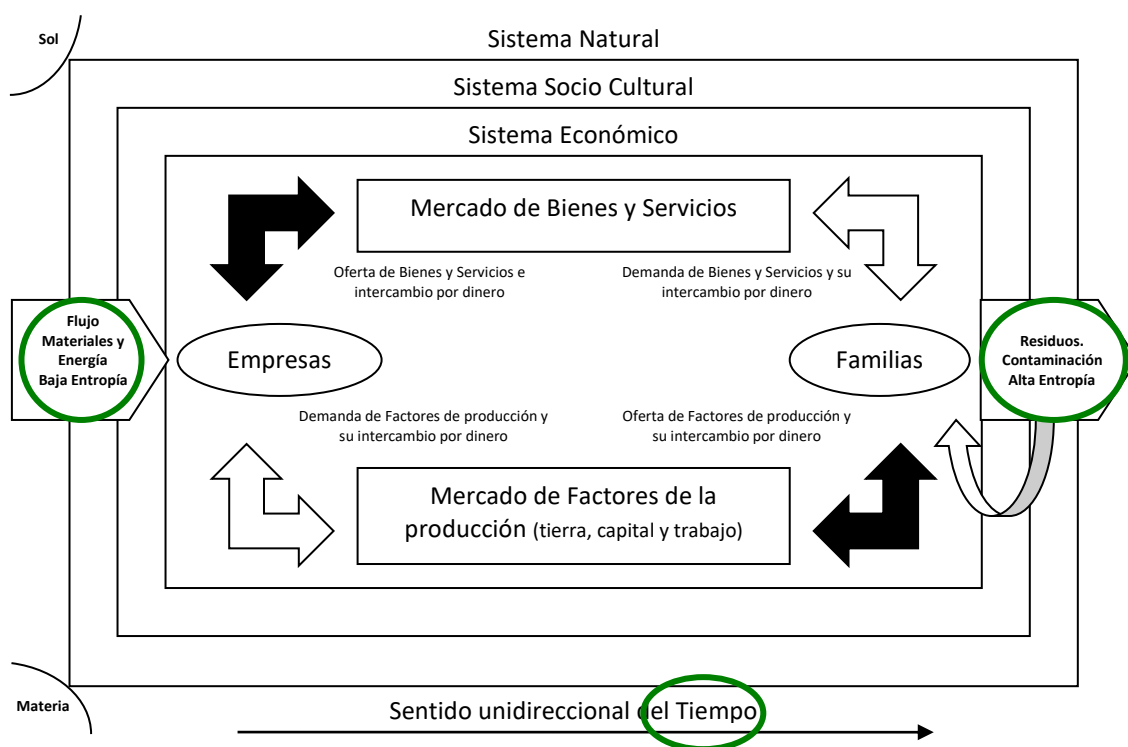 Sol
Sistema Natural
Sistema Socio Cultural
Sistema Económico
Mercado de Bienes y Servicios
Oferta de Bienes y Servicios e
intercambio por dinero
Demanda de Bienes y Servicios y su
intercambio por dinero
Flujo
Materiales y
Energía
Baja Entropía
Empresas
Familias
Residuos.
Contaminación
Alta Entropía
Demanda de Factores de producción y
su intercambio por dinero
Oferta de Factores de producción y
su intercambio por dinero
Mercado de Factores de la
producción (tierra, capital y trabajo)
Materia
Sentido unidireccional del Tiempo